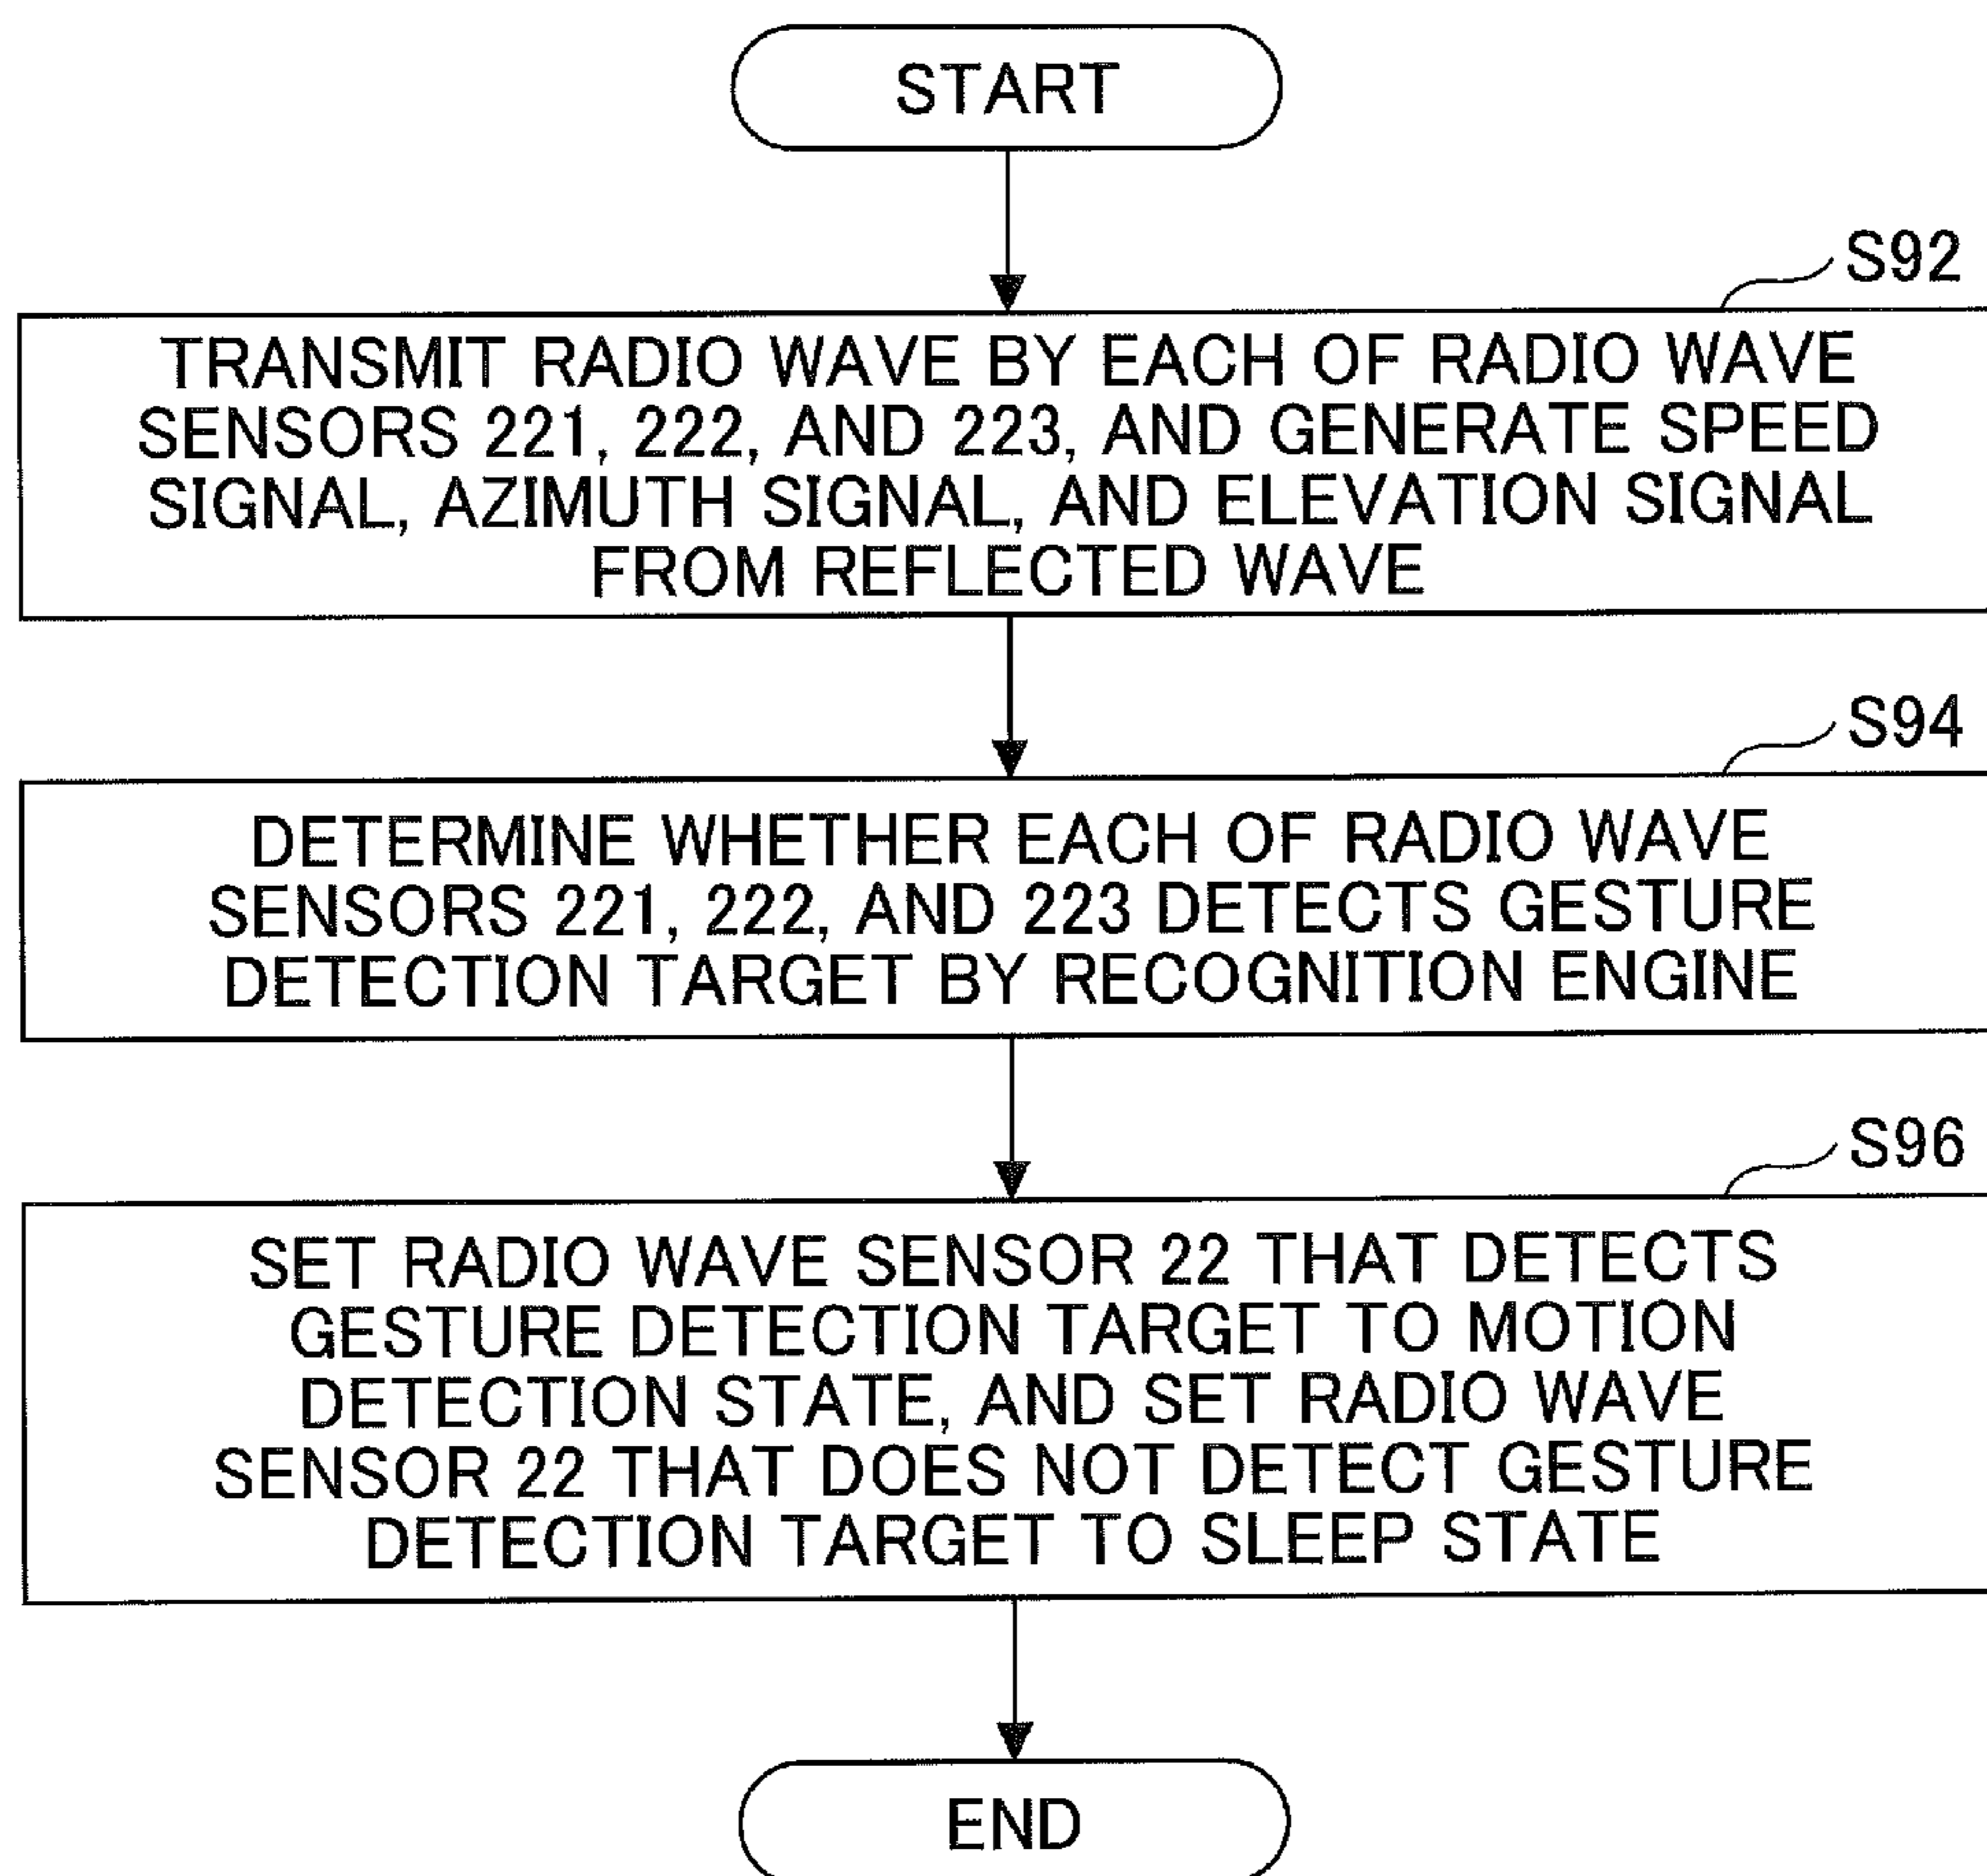 START
S92
TRANSMIT RADIO WAVE BY EACH OF RADIO WAVE
SENSORS 221, 222, AND 223, AND GENERATE SPEED
SIGNAL, AZIMUTH SIGNAL, AND ELEVATION SIGNAL
FROM REFLECTED WAVE
S94
DETERMINE WHETHER EACH OF RADIO WAVE
SENSORS 221, 222, AND 223 DETECTS GESTURE
DETECTION TARGET BY RECOGNITION ENGINE
S96
SET RADIO WAVE SENSOR 22 THAT DETECTS
GESTURE DETECTION TARGET TO MOTION
DETECTION STATE, AND SET RADIO WAVE
SENSOR 22 THAT DOES NOT DETECT GESTURE
DETECTION TARGET TO SLEEP STATE
END